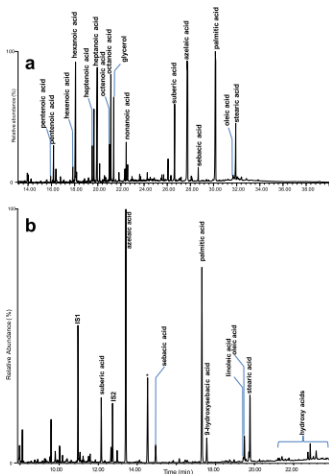 a
100
Relative abundance (%)
0
pentenoic acid
pentanoic acid
hexenoic acid
hexanoic acid
heptenoic acid
heptanoic acid
octenoic acid
octanoic acid
glycerol
nonanoic acid
suberic acid
azelaic acid
sebacic acid
palmitic acid
oleic acid
stearic acid
14.00 16.00 18.00 20.00 22.00 24.00 26.00 28.00 30.00 32.00 34.00 36.00 38.00
b
100
Relative Abundance (%)
0
IS1
suberic acid
IS2
azelaic acid
*
sebacic acid
palmitic acid
-hydroxysebacic acid
linoleic acid
oleic acid
stearic acid
hydroxy acids
10.00 12.00 14.00 16.00 18.00 20.00 22.00
Time (min)